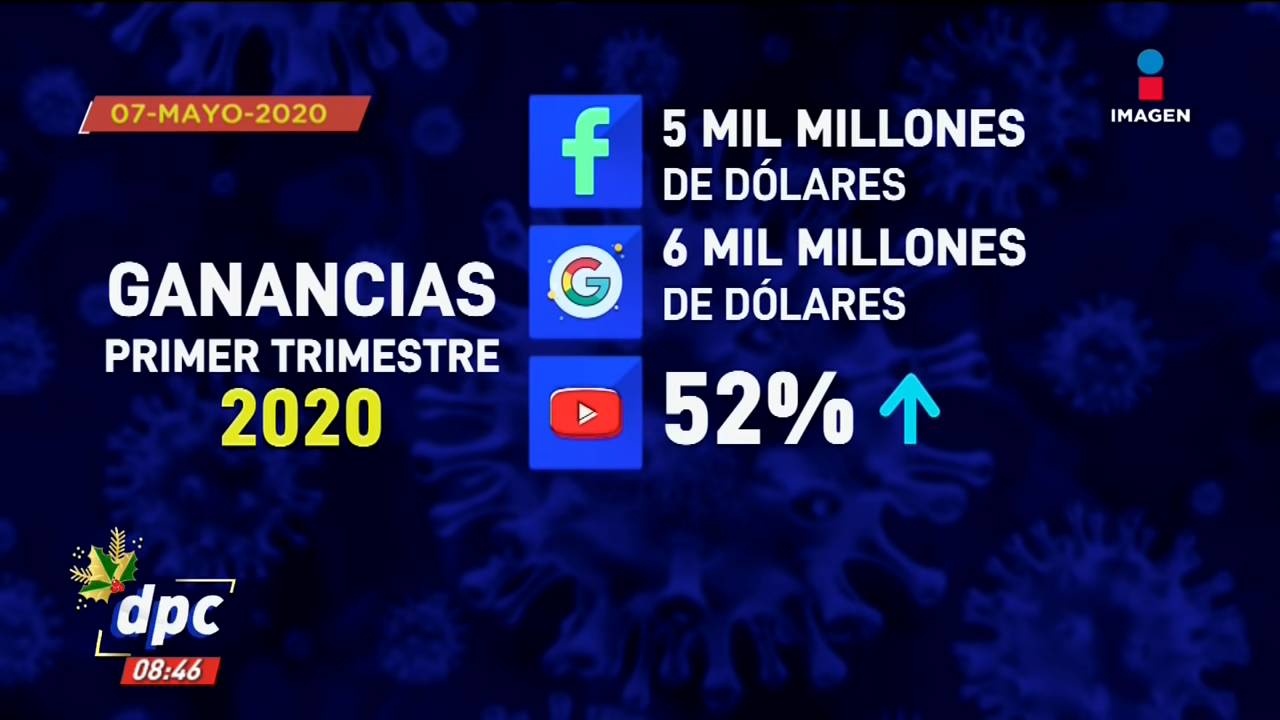 07-MAYO-2020
IMAGEN
GANANCIAS
PRIMER TRIMESTRE
2020
f
5 MIL MILLONES
DE DÓLARES
G
6 MIL MILLONES
DE DÓLARES
52%
dpc
08:46